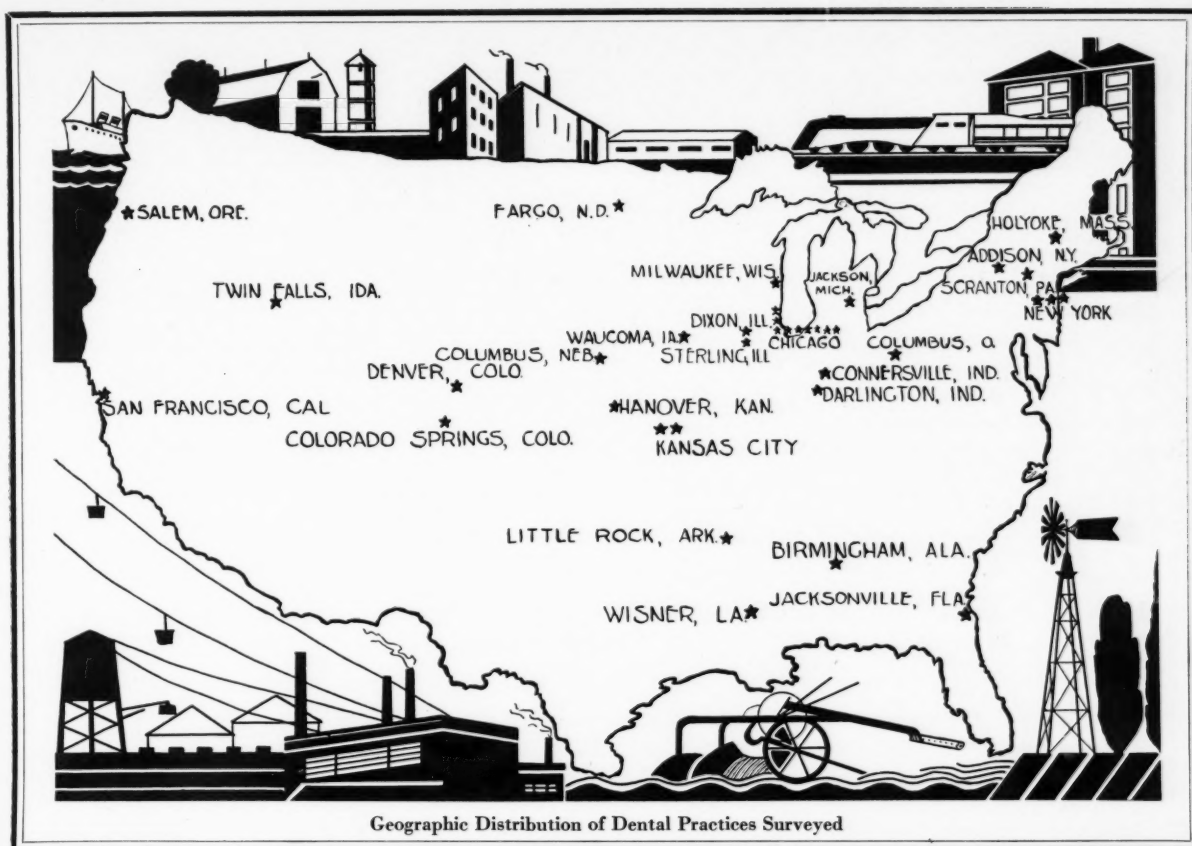 SALEM, ORE.
FARGO, N.D.
HOLYOKE, MASS.
ADDISON, N.Y.
MILWAUKEE, WIS.
JACKSON,
MICH.
SCRANTON, PA.
TWIN FALLS, IDA.
NEW YORK
DIXON, ILL.
WAUCOMA, IA.
CHICAGO
COLUMBUS, O.
COLUMBUS, NEB.
STERLING, ILL
DENVER, COLO.
CONNERSVILLE, IND.
DARLINGTON, IND.
SAN FRANCISCO, CAL
HANOVER, KAN.
COLORADO SPRINGS, COLO.
KANSAS CITY
LITTLE ROCK, ARK.
BIRMINGHAM, ALA.
WISNER, LA.
JACKSONVILLE, FLA.
Geographic Distribution of Dental Practices Surveyed